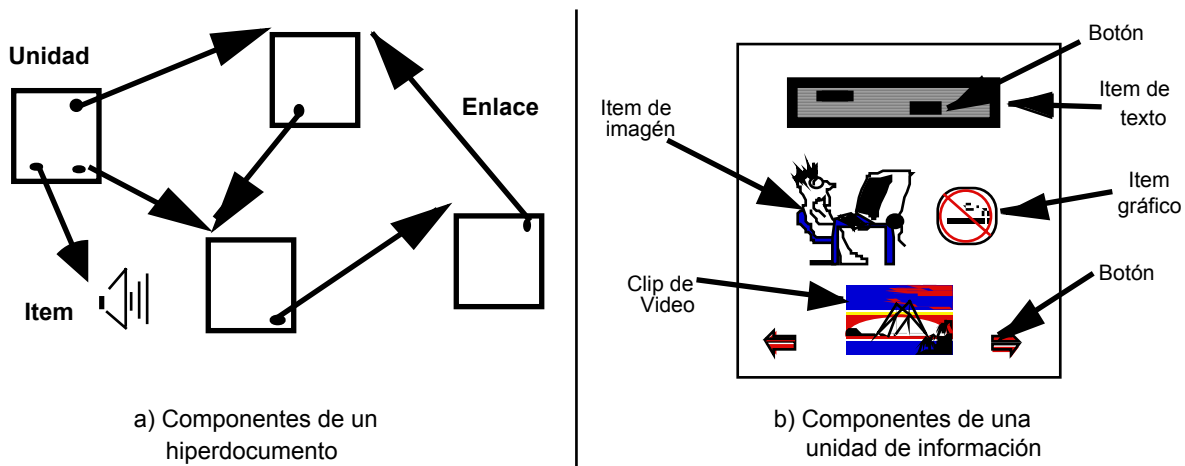 Unidad
Enlace
Item
a) Componentes de un
hiperdocumento
Botón
Item de
texto
Item de
imagén
Item
gráfico
Clip de
Video
Botón
b) Componentes de una
unidad de información